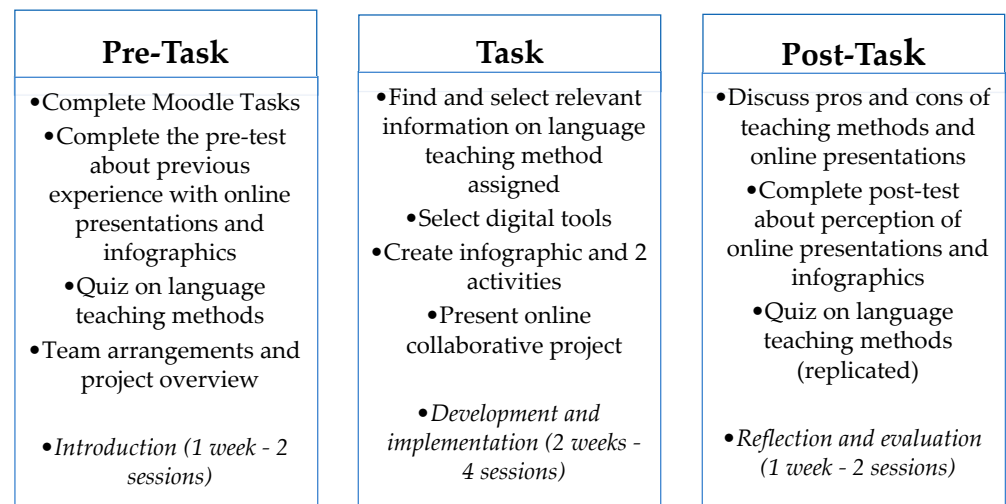 Pre-Task
•Complete Moodle Tasks
•Complete the pre-test
about previous
experience with online
presentations and
infographics
•Quiz on language
teaching methods
•Team arrangements and
project overview
•Introduction (1 week - 2
sessions)
Task
•Find and select relevant
information on language
teaching method
assigned
•Select digital tools
•Create infographic and 2
activities
•Present online
collaborative project
•Development and
implementation (2 weeks -
4 sessions)
Post-Task
•Discuss pros and cons of
teaching methods and
online presentations
•Complete post-test
about perception of
online presentations and
infographics
•Quiz on language
teaching methods
(replicated)
•Reflection and evaluation
(1 week - 2 sessions)